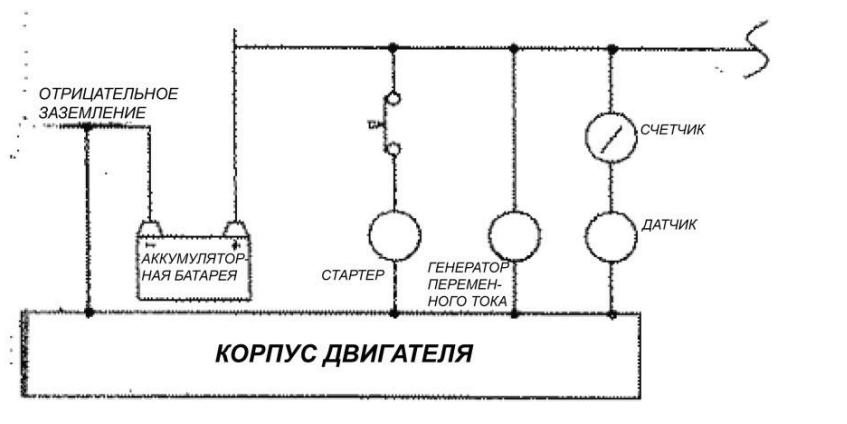 ОТРИЦАТЕЛЬНОЕ
ЗАЗЕМЛЕНИЕ
СЧЕТЧИК
ДАТЧИК
АККУМУЛЯТОР-
НАЯ БАТАРЕЯ
СТАРТЕР
ГЕНЕРАТОР
ПЕРЕМЕН-
НОГО ТОКА
КОРПУС ДВИГАТЕЛЯ